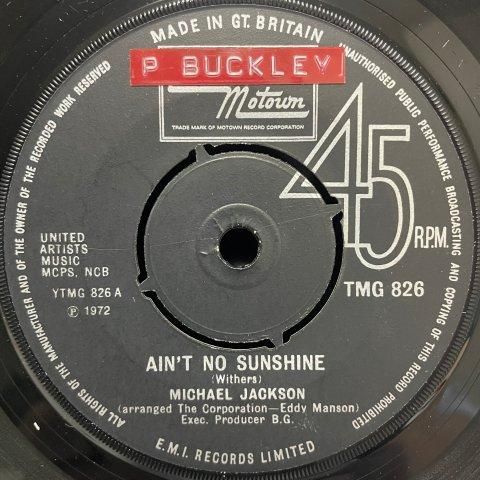 MADE IN GT. BRITAIN
P BUCKLEY
Motown
TRADE MARK OF MOTOWN RECORD CORPORATION
45
R.P.M.
UNITED
ARTISTS
MUSIC
MCPS, NCB
YTMG 826 A
Ⓟ 1972
TMG 826
AIN'T NO SUNSHINE
(Withers)
MICHAEL JACKSON
(arranged The Corporation—Eddy Manson)
Exec. Producer B.G.
E.M.I. RECORDS LIMITED
ALL RIGHTS OF THE MANUFACTURER AND OF THE OWNER OF THE RECORDED WORK RESERVED
UNAUTHORISED PUBLIC PERFORMANCE BROADCASTING AND COPYING OF THIS RECORD PROHIBITED